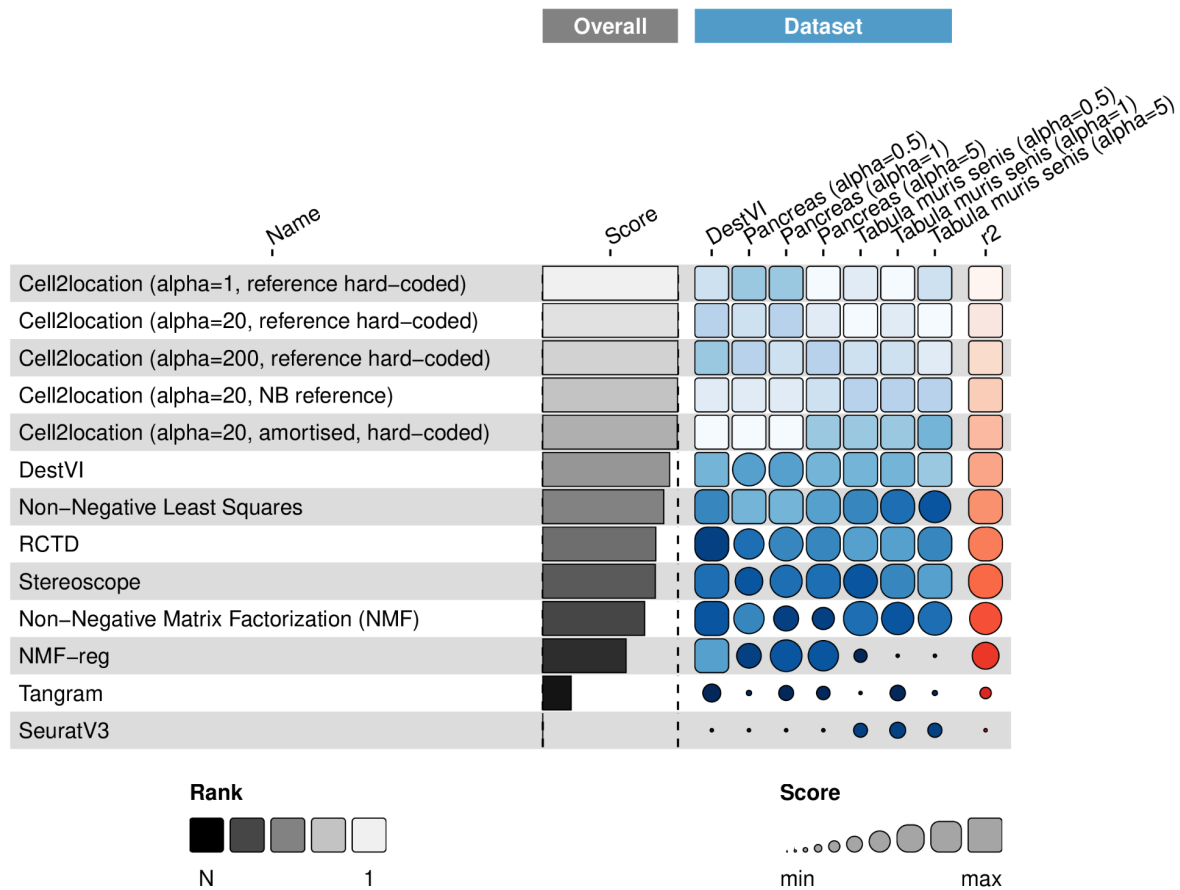 Overall
Dataset
Name
Score
DestVI
Pancreas (alpha=0.5)
Pancreas (alpha=1)
Pancreas (alpha=5)
Tabula muris senis (alpha=0.5)
Tabula muris senis (alpha=1)
Tabula muris senis (alpha=5)
r2
Cell2location (alpha=1, reference hard−coded)
Cell2location (alpha=20, reference hard−coded)
Cell2location (alpha=200, reference hard−coded)
Cell2location (alpha=20, NB reference)
Cell2location (alpha=20, amortised, hard−coded)
DestVI
Non−Negative Least Squares
RCTD
Stereoscope
Non−Negative Matrix Factorization (NMF)
NMF−reg
Tangram
SeuratV3
Rank
N
1
Score
min
max